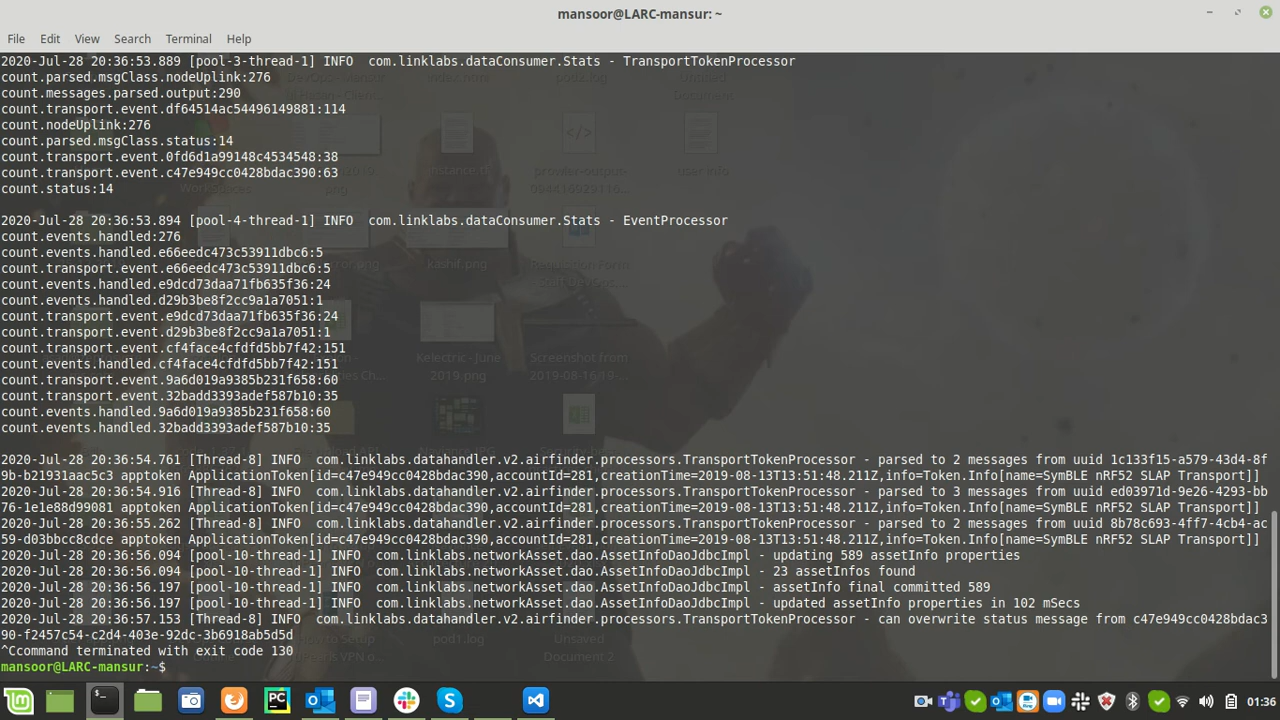 mansoor@LARC-mansur: ~
File Edit View Search Terminal Help
2020-Jul-28 20:36:53.889 [pool-3-thread-1] INFO  com.linklabs.dataConsumer.Stats - TransportTokenProcessor
count.parsed.msgClass.nodeUplink:276
count.messages.parsed.output:290
count.transport.event.df64514ac54496149881:114
count.nodeUplink:276
count.parsed.msgClass.status:14
count.transport.event.0fd6d1a99148c4534548:38
count.transport.event.c47e949cc0428bdac390:63
count.status:14
2020-Jul-28 20:36:53.894 [pool-4-thread-1] INFO  com.linklabs.dataConsumer.Stats - EventProcessor
count.events.handled:276
count.events.handled.e66eedc473c53911dbc6:5
count.transport.event.e66eedc473c53911dbc6:5
count.events.handled.e9dcd73daa71fb635f36:24
count.events.handled.d29b3be8f2cc9a1a7051:1
count.transport.event.e9dcd73daa71fb635f36:24
count.transport.event.d29b3be8f2cc9a1a7051:1
count.transport.event.cf4face4cfdfd5bb7f42:151
count.events.handled.cf4face4cfdfd5bb7f42:151
count.transport.event.9a6d019a9385b231f658:60
count.transport.event.32badd3393adef587b10:35
count.events.handled.9a6d019a9385b231f658:60
count.events.handled.32badd3393adef587b10:35
2020-Jul-28 20:36:54.761 [Thread-8] INFO  com.linklabs.datahandler.v2.airfinder.processors.TransportTokenProcessor - parsed to 2 messages from uuid 1c133f15-a579-43d4-8f
9b-b21931aac5c3 apptoken ApplicationToken[id=c47e949cc0428bdac390,accountId=281,creationTime=2019-08-13T13:51:48.211Z,info=Token.Info[name=SymBLE nRF52 SLAP Transport]]
2020-Jul-28 20:36:54.916 [Thread-8] INFO  com.linklabs.datahandler.v2.airfinder.processors.TransportTokenProcessor - parsed to 3 messages from uuid ed03971d-9e26-4293-bb
76-1e1e88d99081 apptoken ApplicationToken[id=c47e949cc0428bdac390,accountId=281,creationTime=2019-08-13T13:51:48.211Z,info=Token.Info[name=SymBLE nRF52 SLAP Transport]]
2020-Jul-28 20:36:55.262 [Thread-8] INFO  com.linklabs.datahandler.v2.airfinder.processors.TransportTokenProcessor - parsed to 2 messages from uuid 8b78c693-4ff7-4cb4-ac
59-d03bbcc8cdce apptoken ApplicationToken[id=c47e949cc0428bdac390,accountId=281,creationTime=2019-08-13T13:51:48.211Z,info=Token.Info[name=SymBLE nRF52 SLAP Transport]]
2020-Jul-28 20:36:56.094 [pool-10-thread-1] INFO  com.linklabs.networkAsset.dao.AssetInfoDaoJdbcImpl - updating 589 assetInfo properties
2020-Jul-28 20:36:56.094 [pool-10-thread-1] INFO  com.linklabs.networkAsset.dao.AssetInfoDaoJdbcImpl - 23 assetInfos found
2020-Jul-28 20:36:56.197 [pool-10-thread-1] INFO  com.linklabs.networkAsset.dao.AssetInfoDaoJdbcImpl - assetInfo final committed 589
2020-Jul-28 20:36:56.197 [pool-10-thread-1] INFO  com.linklabs.networkAsset.dao.AssetInfoDaoJdbcImpl - updated assetInfo properties in 102 mSecs
2020-Jul-28 20:36:57.153 [Thread-8] INFO  com.linklabs.datahandler.v2.airfinder.processors.TransportTokenProcessor - can overwrite status message from c47e949cc0428bdac3
90-f2457c54-c2d4-403e-92dc-3b6918ab5d5d
^Ccommand terminated with exit code 130
mansoor@LARC-mansur:~$
01:36